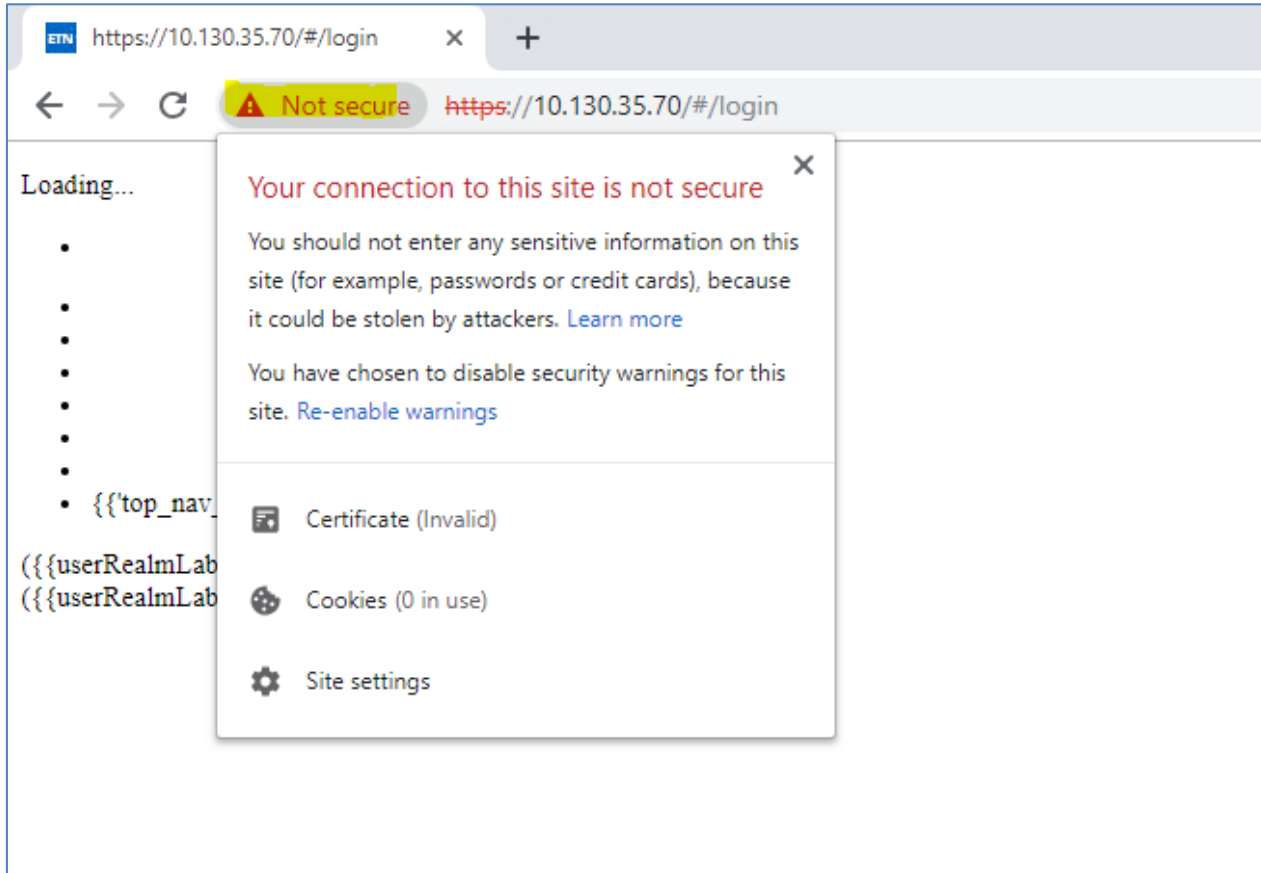 ETN https://10.130.35.70/#/login
Not secure https://10.130.35.70/#/login
Loading...
Your connection to this site is not secure
You should not enter any sensitive information on this
site (for example, passwords or credit cards), because
it could be stolen by attackers. Learn more
You have chosen to disable security warnings for this
site. Re-enable warnings
{{'top_nav_
Certificate (Invalid)
({{userRealmLab
({{userRealmLab
Cookies (0 in use)
Site settings